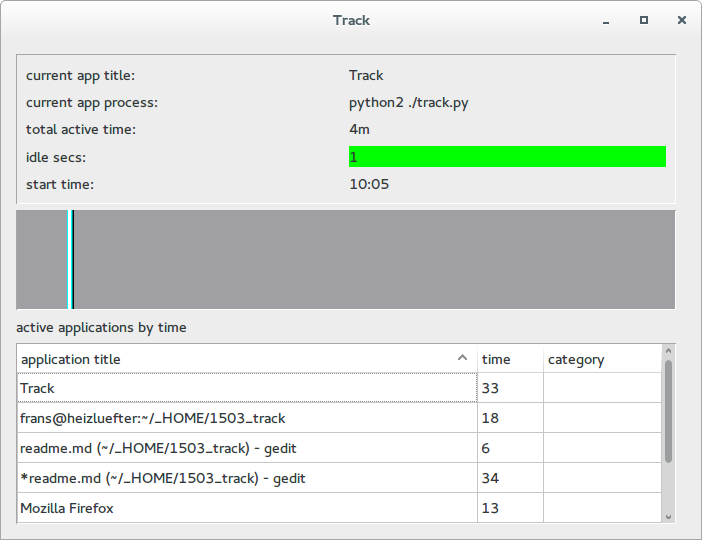 Track
current app title: Track
current app process: python2 ./track.py
total active time: 4m
idle secs: 1
start time: 10:05
active applications by time
application title time category
Track 33
frans@heizluefter:~/_HOME/1503_track 18
readme.md (~/_HOME/1503_track) - gedit 6
*readme.md (~/_HOME/1503_track) - gedit 34
Mozilla Firefox 13